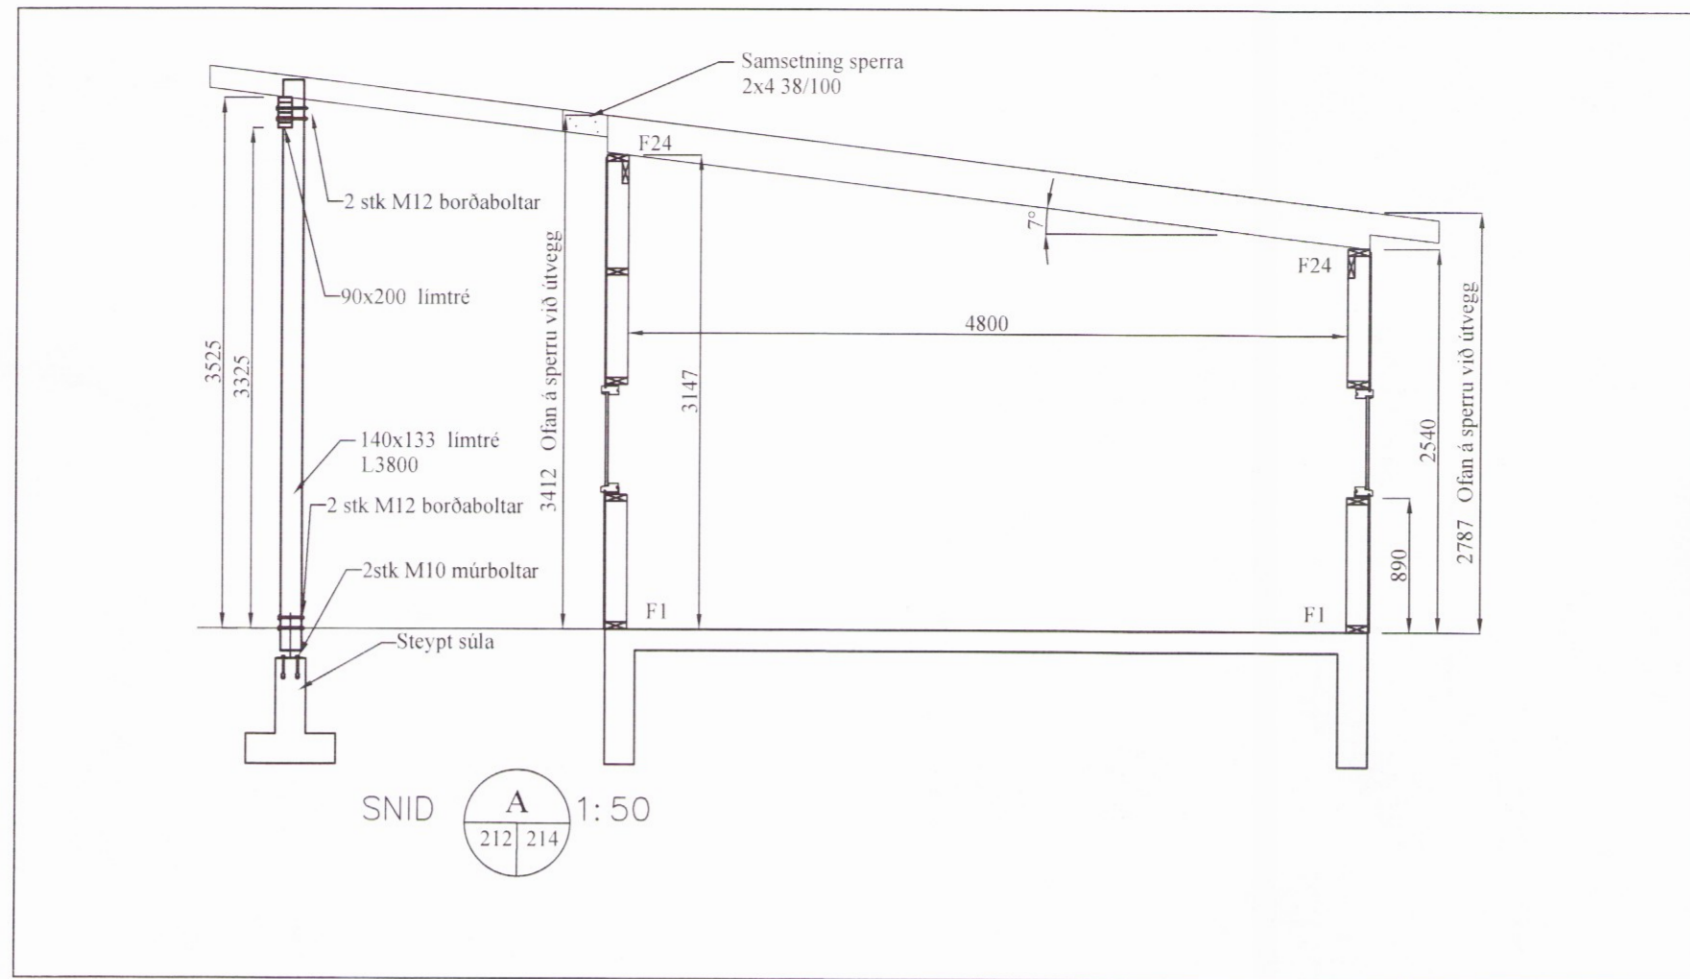 Samsetning sperra
2x4 38/100
F24
2 stk M12 borðaboltar
7°
F24
90x200 límtré
4800
3525
3325
3412 Ofan á sperru við útvegg
3147
2540
2787 Ofan á sperru við útvegg
140x133 límtré
L3800
2 stk M12 borðaboltar
890
2stk M10 múrboltar
F1
F1
Steypt súla
SNID
A
1:50
212
214